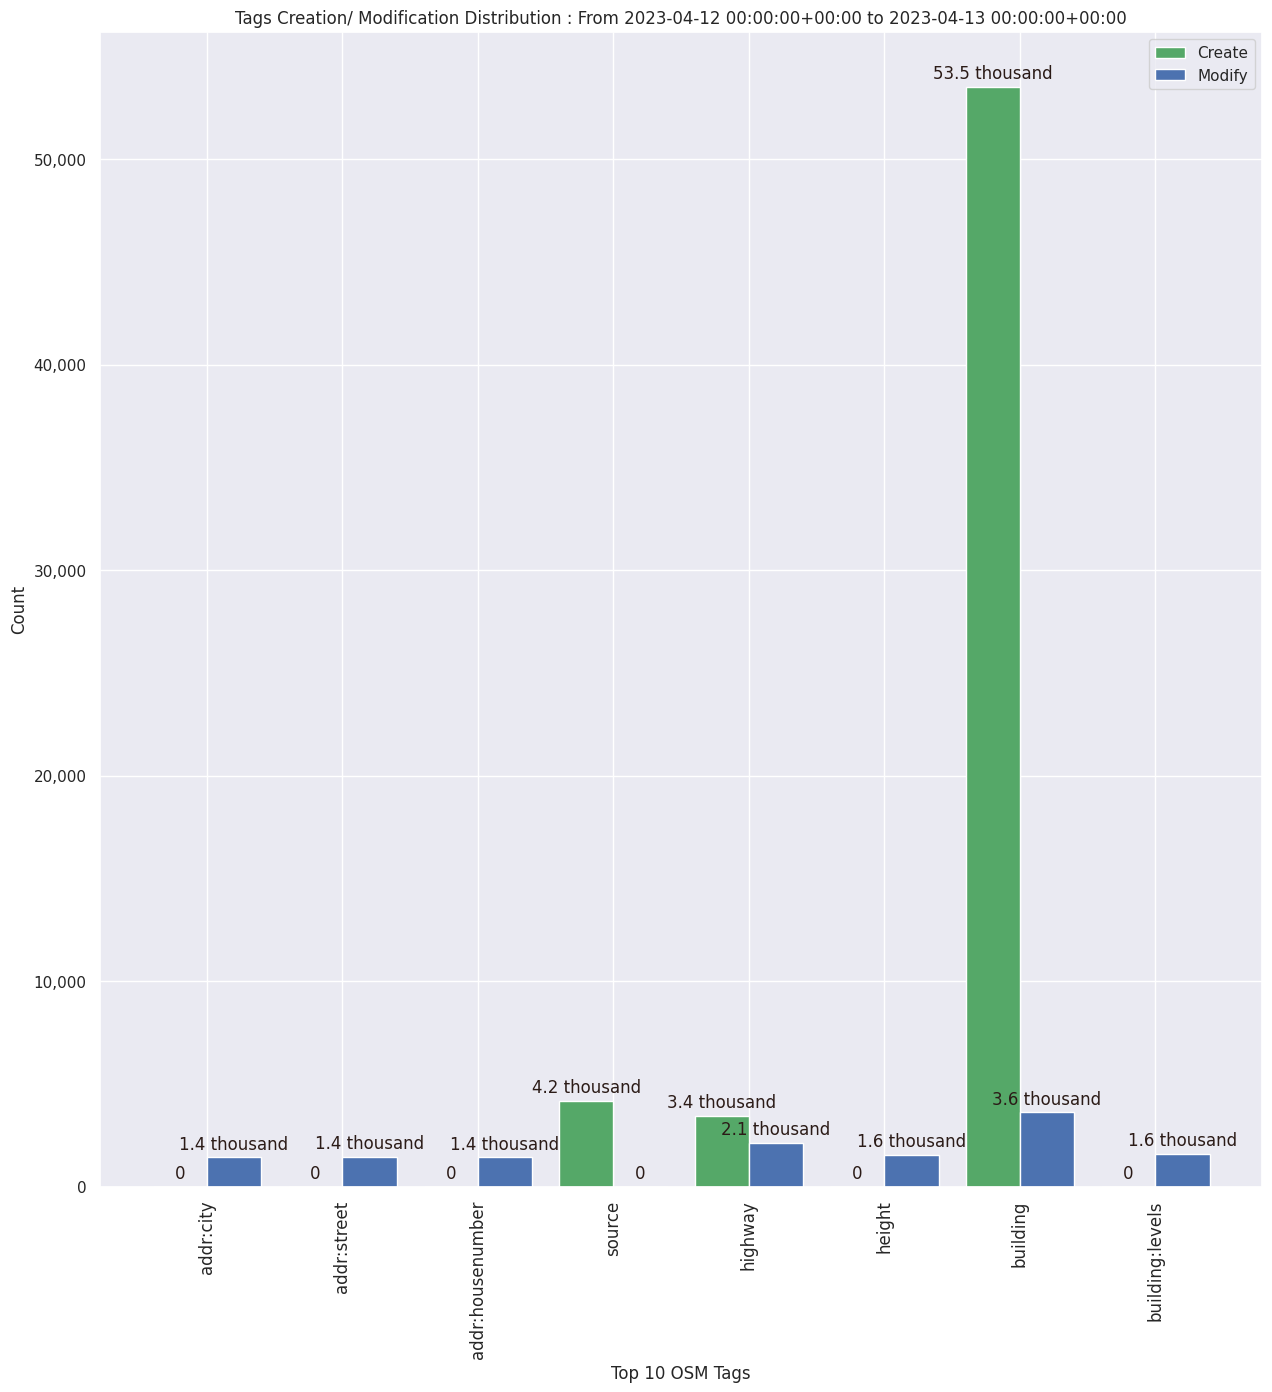 Tags Creation/ Modification Distribution : From 2023-04-12 00:00:00+00:00 to 2023-04-13 00:00:00+00:00
Create
Modify
53.5 thousand
50,000
40,000
30,000
Count
20,000
10,000
4.2 thousand
3.4 thousand
3.6 thousand
2.1 thousand
1.4 thousand
1.4 thousand
1.4 thousand
1.6 thousand
1.6 thousand
0
0
0
0
0
0
0
addr:city
addr:street
addr:housenumber
source
highway
height
building
building:levels
Top 10 OSM Tags